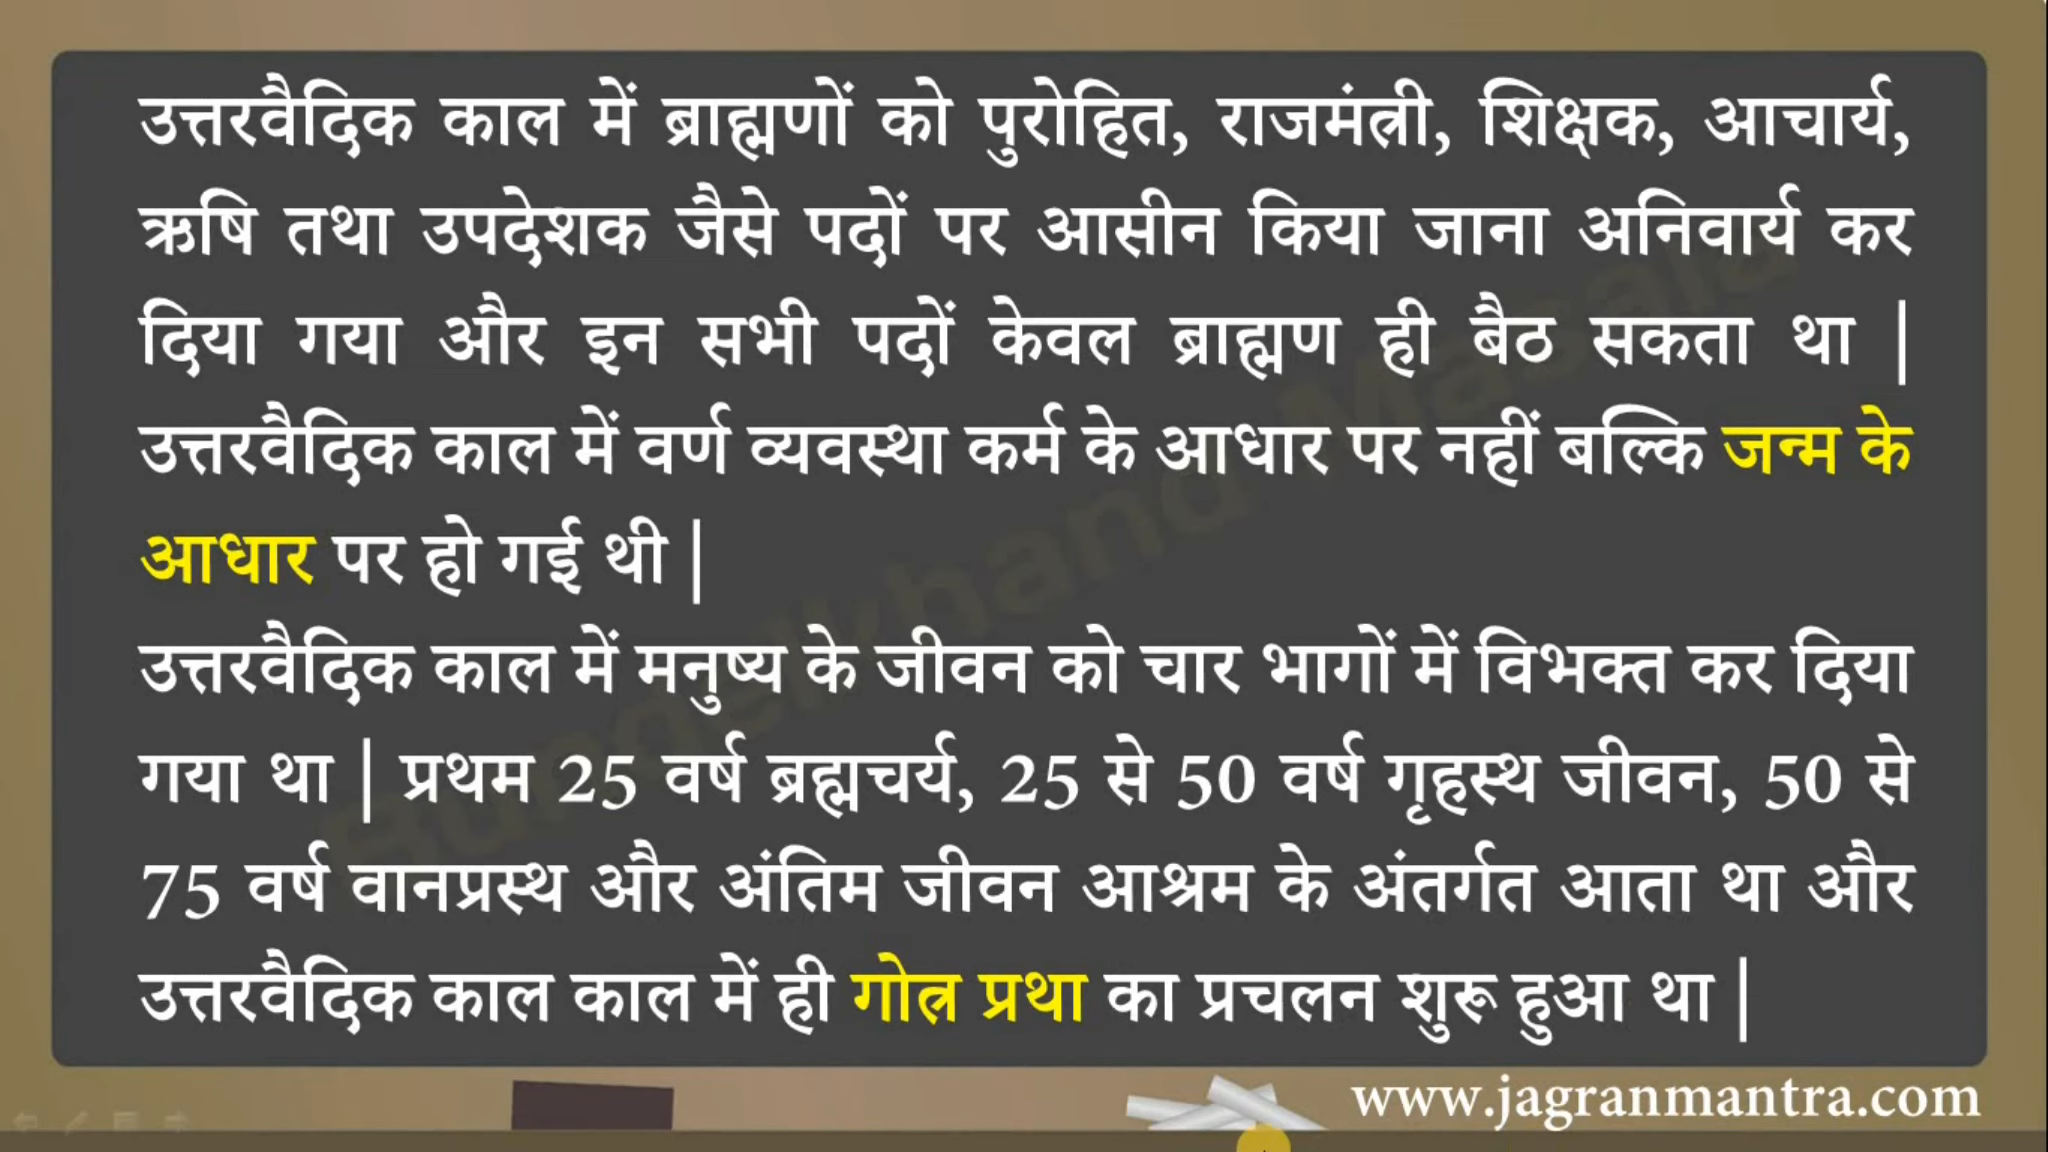 उत्तरवैदिक काल में ब्राह्मणों को पुरोहित, राजमंत्री, शिक्षक, आचार्य,
ऋषि तथा उपदेशक जैसे पदों पर आसीन किया जाना अनिवार्य कर
दिया गया और इन सभी पदों केवल ब्राह्मण ही बैठ सकता था |
उत्तरवैदिक काल में वर्ण व्यवस्था कर्म के आधार पर नहीं बल्कि जन्म के
आधार पर हो गई थी |
उत्तरवैदिक काल में मनुष्य के जीवन को चार भागों में विभक्त कर दिया
गया था | प्रथम 25 वर्ष ब्रह्मचर्य, 25 से 50 वर्ष गृहस्थ जीवन, 50 से
75 वर्ष वानप्रस्थ और अंतिम जीवन आश्रम के अंतर्गत आता था और
उत्तरवैदिक काल काल में ही गोत्र प्रथा का प्रचलन शुरू हुआ था |
Bundelkhand Masala
www.jagranmantra.com